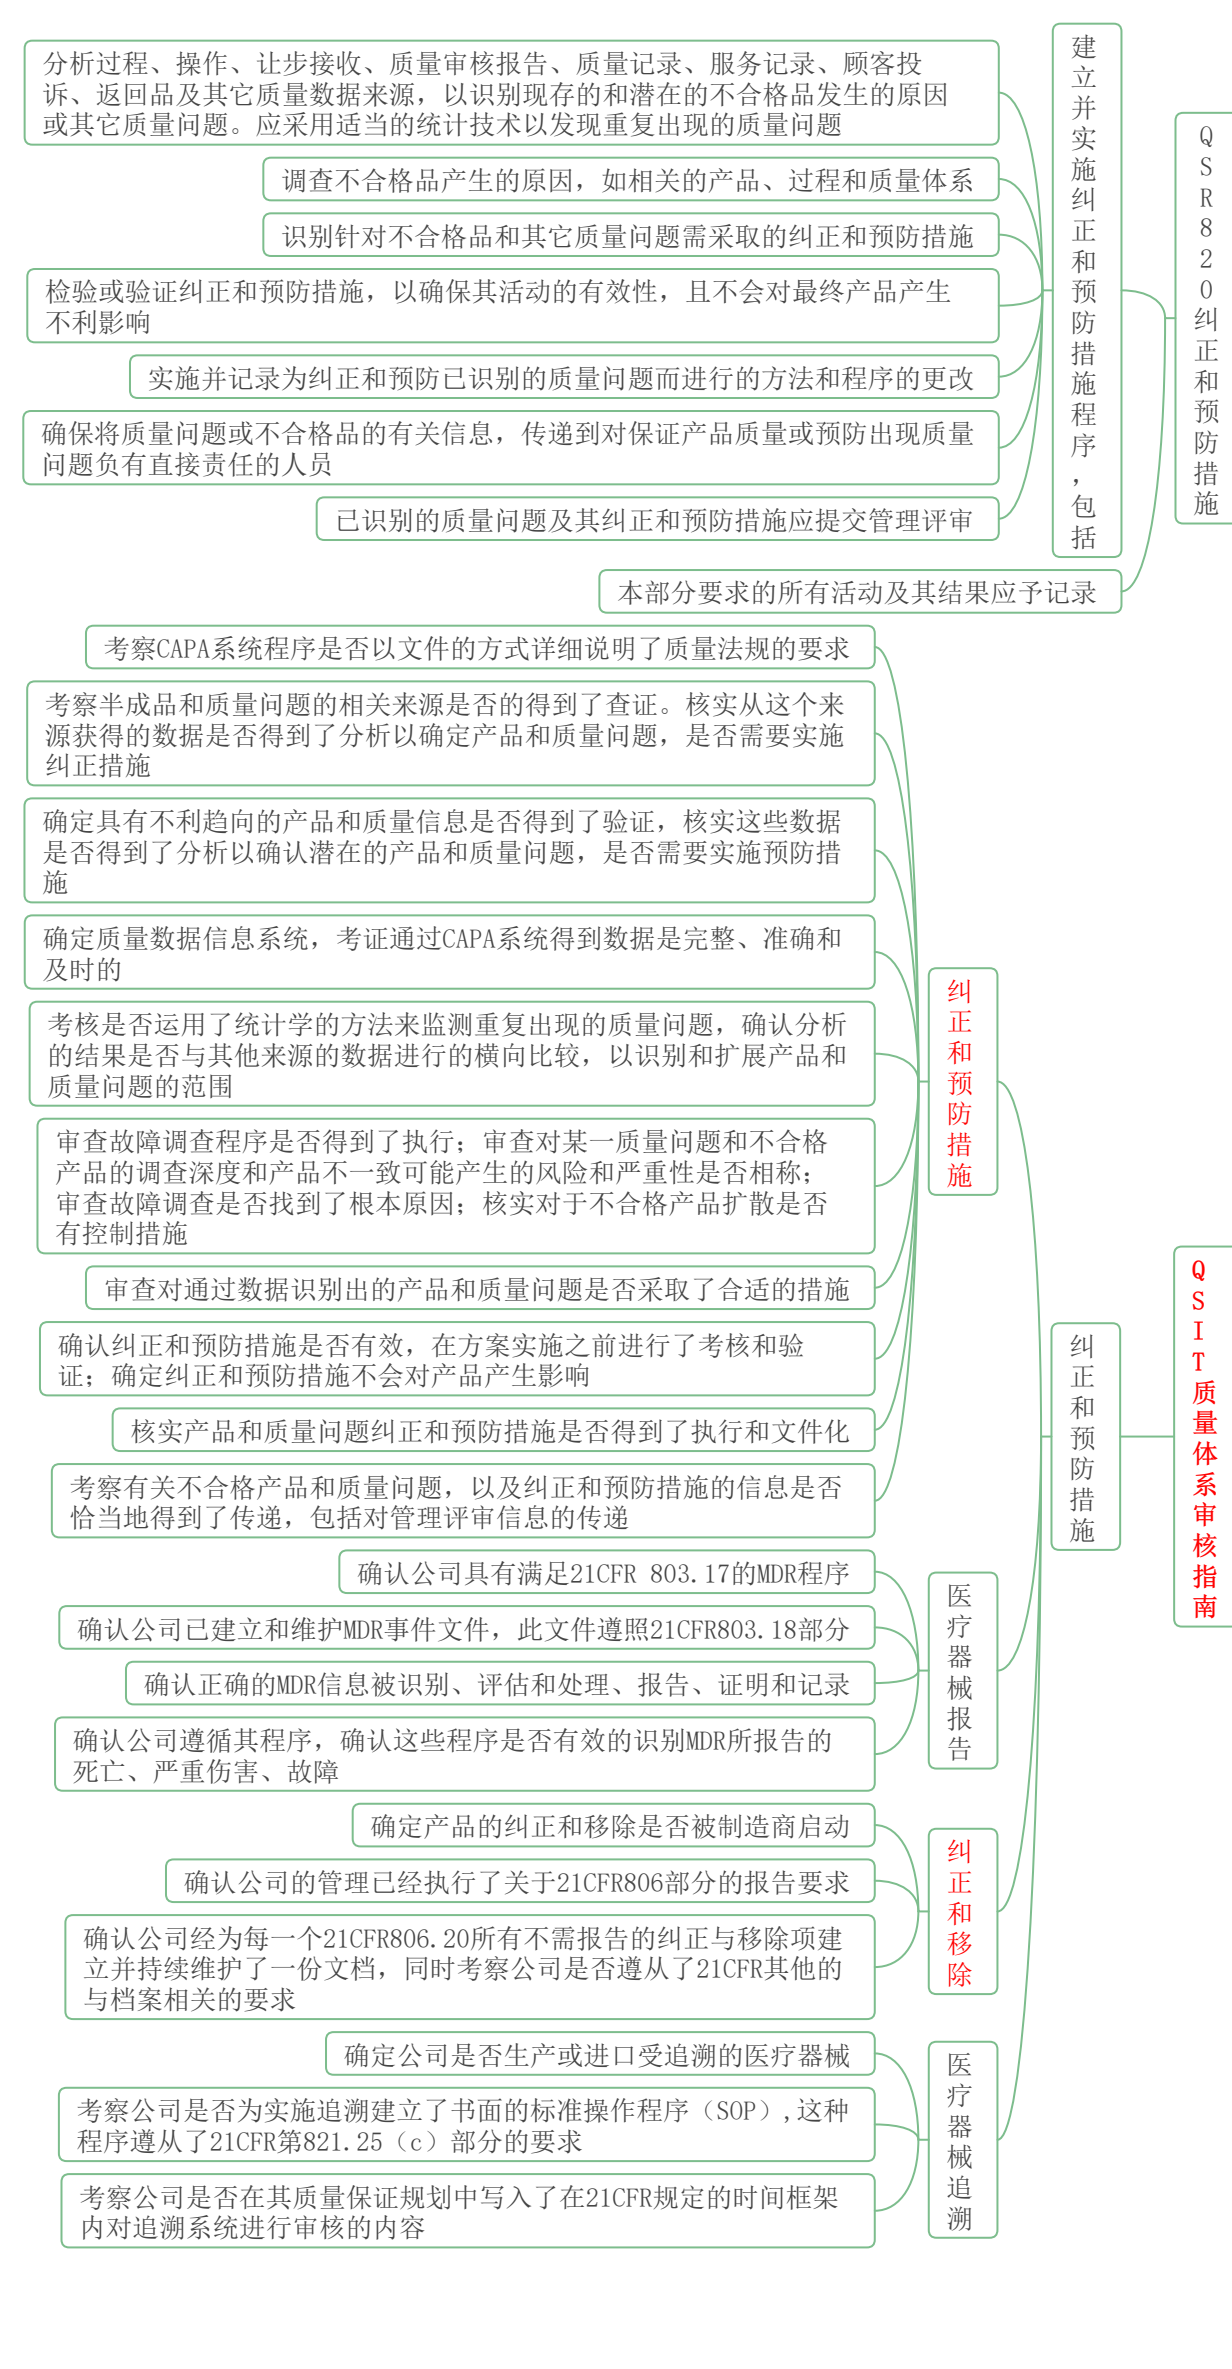 分析过程、操作、让步接收、质量审核报告、质量记录、服务记录、顾客投
诉、返回品及其它质量数据来源，以识别现存的和潜在的不合格品发生的原因
或其它质量问题。应采用适当的统计技术以发现重复出现的质量问题
调查不合格品产生的原因，如相关的产品、过程和质量体系
识别针对不合格品和其它质量问题需采取的纠正和预防措施
检验或验证纠正和预防措施，以确保其活动的有效性，且不会对最终产品产生
不利影响
实施并记录为纠正和预防已识别的质量问题而进行的方法和程序的更改
确保将质量问题或不合格品的有关信息，传递到对保证产品质量或预防出现质量
问题负有直接责任的人员
已识别的质量问题及其纠正和预防措施应提交管理评审
建立并实施纠正和预防措施程序，包括
本部分要求的所有活动及其结果应予记录
QSR820纠正和预防措施
考察CAPA系统程序是否以文件的方式详细说明了质量法规的要求
考察半成品和质量问题的相关来源是否的得到了查证。核实从这个来
源获得的数据是否得到了分析以确定产品和质量问题，是否需要实施
纠正措施
确定具有不利趋向的产品和质量信息是否得到了验证，核实这些数据
是否得到了分析以确认潜在的产品和质量问题，是否需要实施预防措
施
确定质量数据信息系统，考证通过CAPA系统得到数据是完整、准确和
及时的
考核是否运用了统计学的方法来监测重复出现的质量问题，确认分析
的结果是否与其他来源的数据进行的横向比较，以识别和扩展产品和
质量问题的范围
审查故障调查程序是否得到了执行；审查对某一质量问题和不合格
产品的调查深度和产品不一致可能产生的风险和严重性是否相称；
审查故障调查是否找到了根本原因；核实对于不合格产品扩散是否
有控制措施
审查对通过数据识别出的产品和质量问题是否采取了合适的措施
确认纠正和预防措施是否有效，在方案实施之前进行了考核和验
证；确定纠正和预防措施不会对产品产生影响
核实产品和质量问题纠正和预防措施是否得到了执行和文件化
考察有关不合格产品和质量问题，以及纠正和预防措施的信息是否
恰当地得到了传递，包括对管理评审信息的传递
纠正和预防措施
确认公司具有满足21CFR 803.17的MDR程序
确认公司已建立和维护MDR事件文件，此文件遵照21CFR803.18部分
确认正确的MDR信息被识别、评估和处理、报告、证明和记录
确认公司遵循其程序，确认这些程序是否有效的识别MDR所报告的
死亡、严重伤害、故障
医疗器械报告
确定产品的纠正和移除是否被制造商启动
确认公司的管理已经执行了关于21CFR806部分的报告要求
确认公司经为每一个21CFR806.20所有不需报告的纠正与移除项建
立并持续维护了一份文档，同时考察公司是否遵从了21CFR其他的
与档案相关的要求
纠正和移除
确定公司是否生产或进口受追溯的医疗器械
考察公司是否为实施追溯建立了书面的标准操作程序（SOP）,这种
程序遵从了21CFR第821.25（c）部分的要求
考察公司是否在其质量保证规划中写入了在21CFR规定的时间框架
内对追溯系统进行审核的内容
医疗器械追溯
纠正和预防措施
QSIT质量体系审核指南